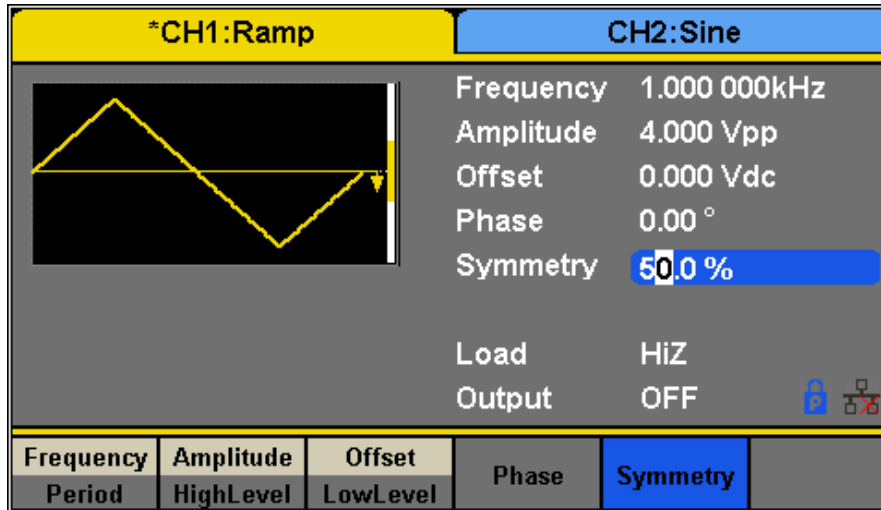 *CH1:Ramp
CH2:Sine
Frequency 1.000 000kHz
Amplitude 4.000 Vpp
Offset 0.000 Vdc
Phase 0.00 °
Symmetry 50.0 %
Load HiZ
Output OFF
P
Frequency Amplitude Offset Phase Symmetry
Period HighLevel LowLevel